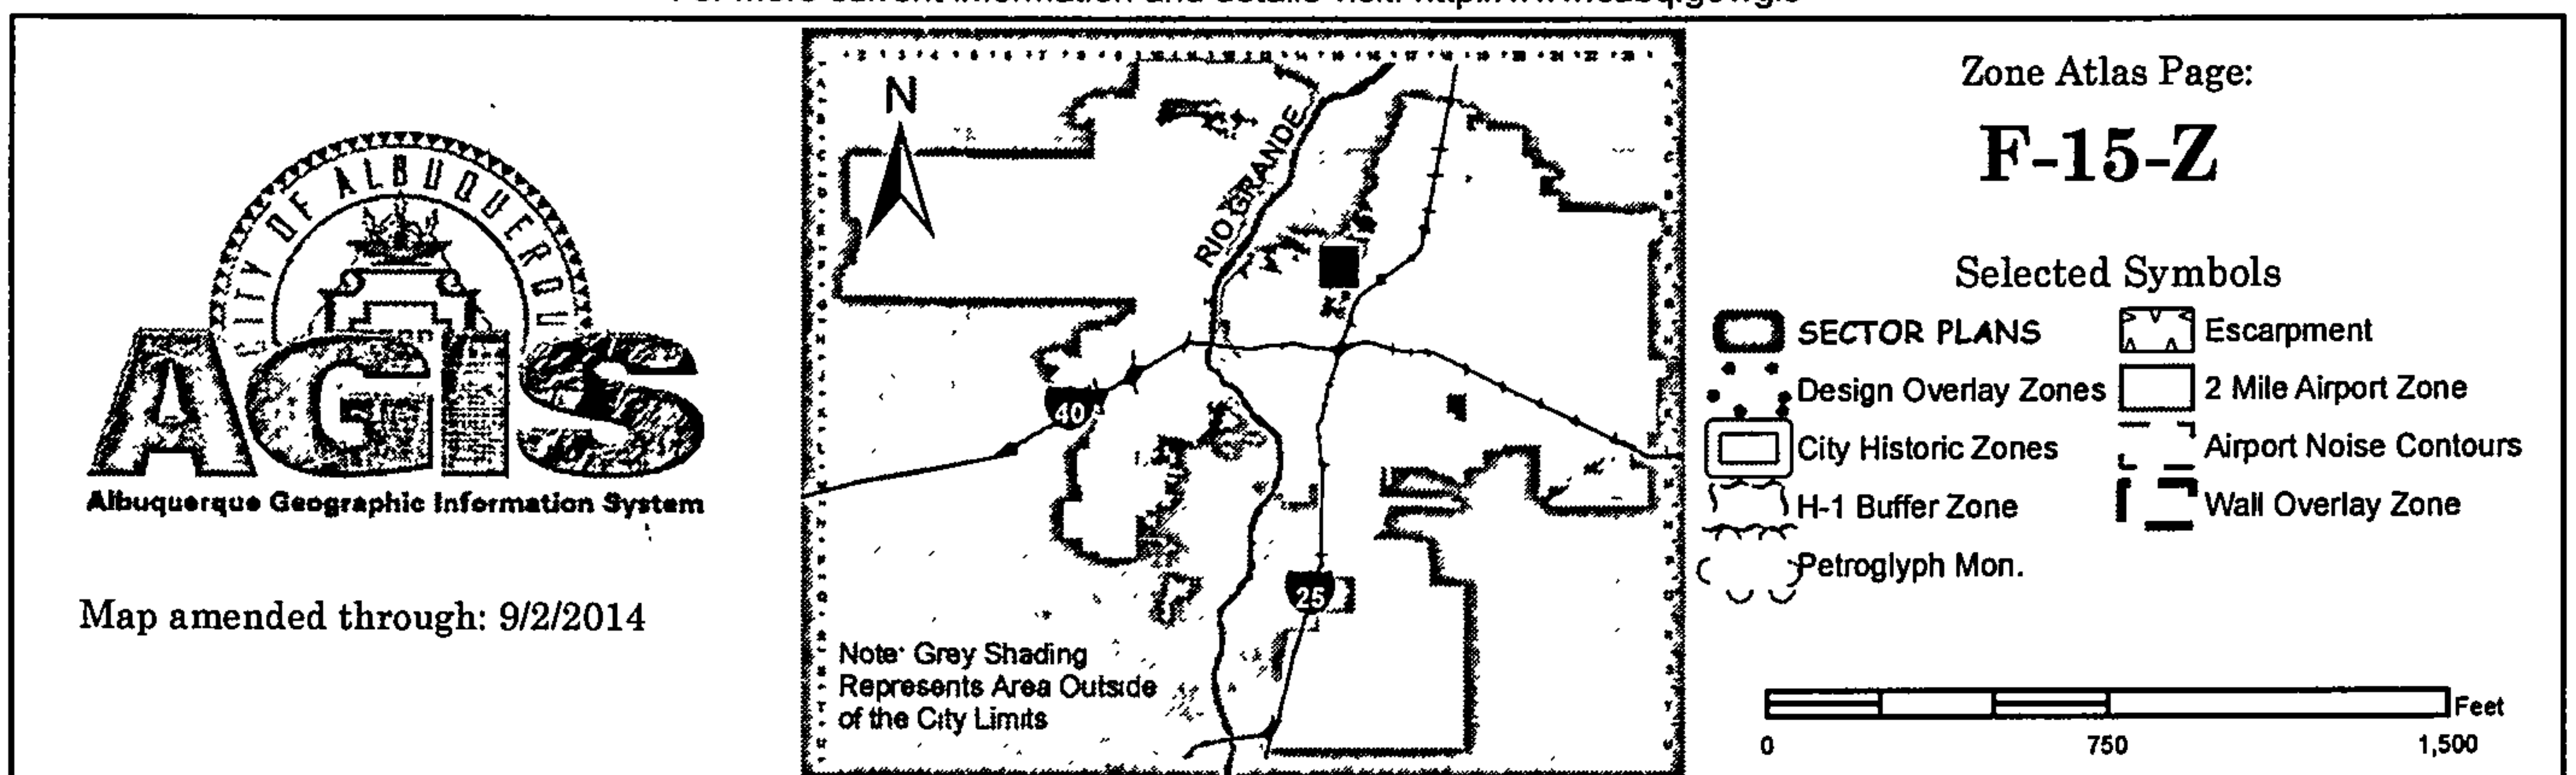 CITY OF ALBUQUERQU
AGIS
Albuquerque Geographic Information System
Map amended through: 9/2/2014
N
RIO GRANDE
40
25
Note: Grey Shading
Represents Area Outside
of the City Limits
Zone Atlas Page:
F-15-Z
Selected Symbols
SECTOR PLANS
Design Overlay Zones
City Historic Zones
H-1 Buffer Zone
Petroglyph Mon.
Escarpment
2 Mile Airport Zone
Airport Noise Contours
Wall Overlay Zone
Feet
0 750 1,500